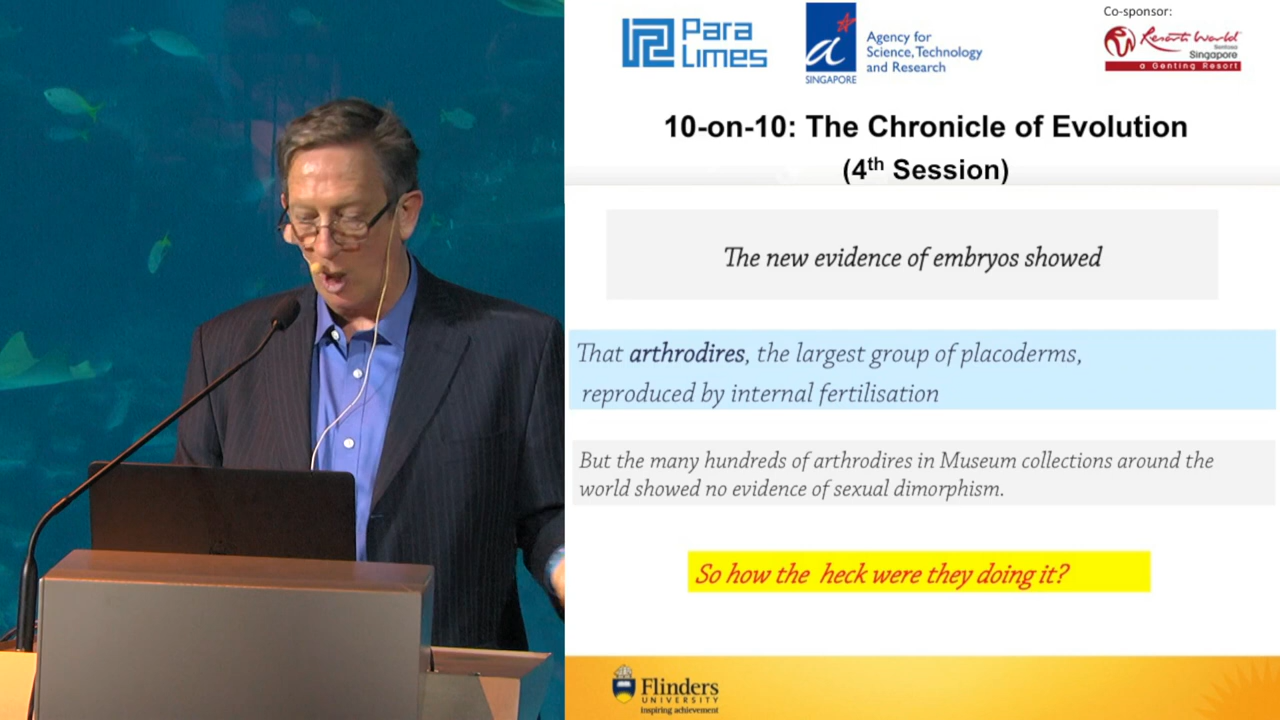 Para
Limes
SINGAPORE
Agency for
Science, Technology
and Research
Co-sponsor:
Resorts World
Sentosa
Singapore
a Genting Resort
10-on-10: The Chronicle of Evolution
(4th Session)
The new evidence of embryos showed
That arthrodires, the largest group of placoderms,
reproduced by internal fertilisation
But the many hundreds of arthrodires in Museum collections around the
world showed no evidence of sexual dimorphism.
So how the heck were they doing it?
Flinders
UNIVERSITY
inspiring achievement